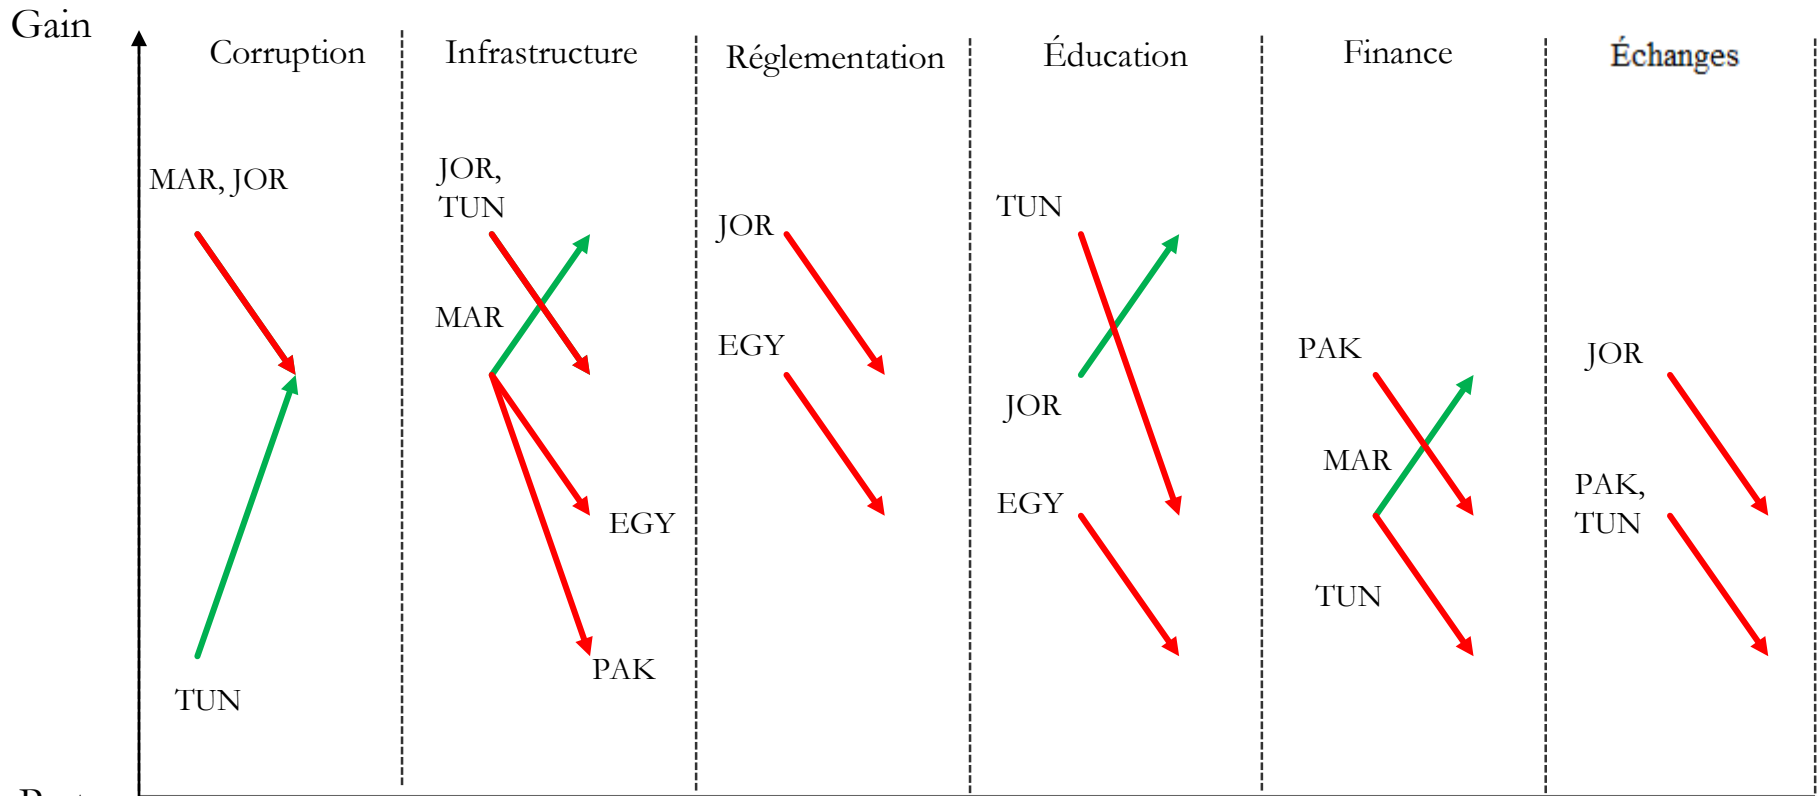 Gain
Corruption
Infrastructure
Réglementation
Éducation
Finance
Échanges
MAR, JOR
TUN
JOR,
TUN
MAR
EGY
PAK
JOR
EGY
TUN
JOR
EGY
PAK
MAR
TUN
JOR
PAK,
TUN